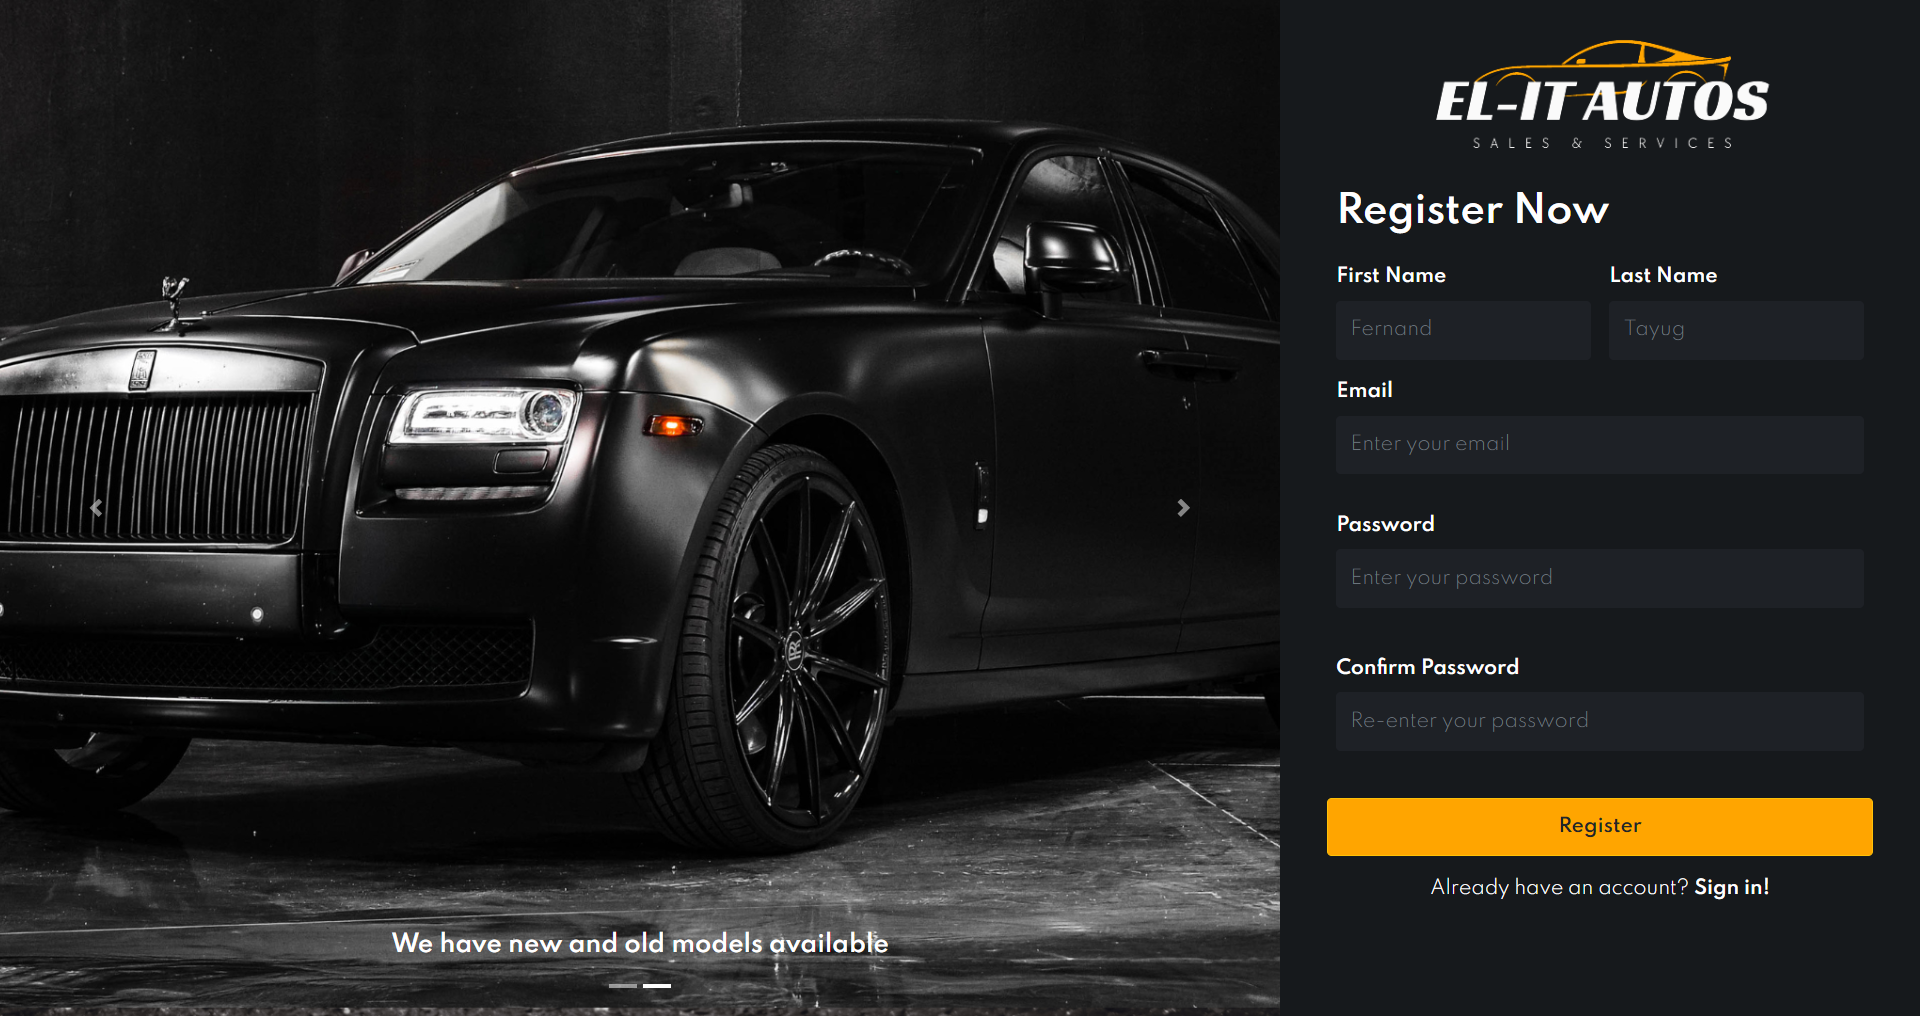 EL-IT AUTOS
SALES & SERVICES
Register Now
First Name Last Name
Fernand Tayug
Email
Enter your email
Password
Enter your password
Confirm Password
Re-enter your password
Register
Already have an account? Sign in!
We have new and old models available
RR